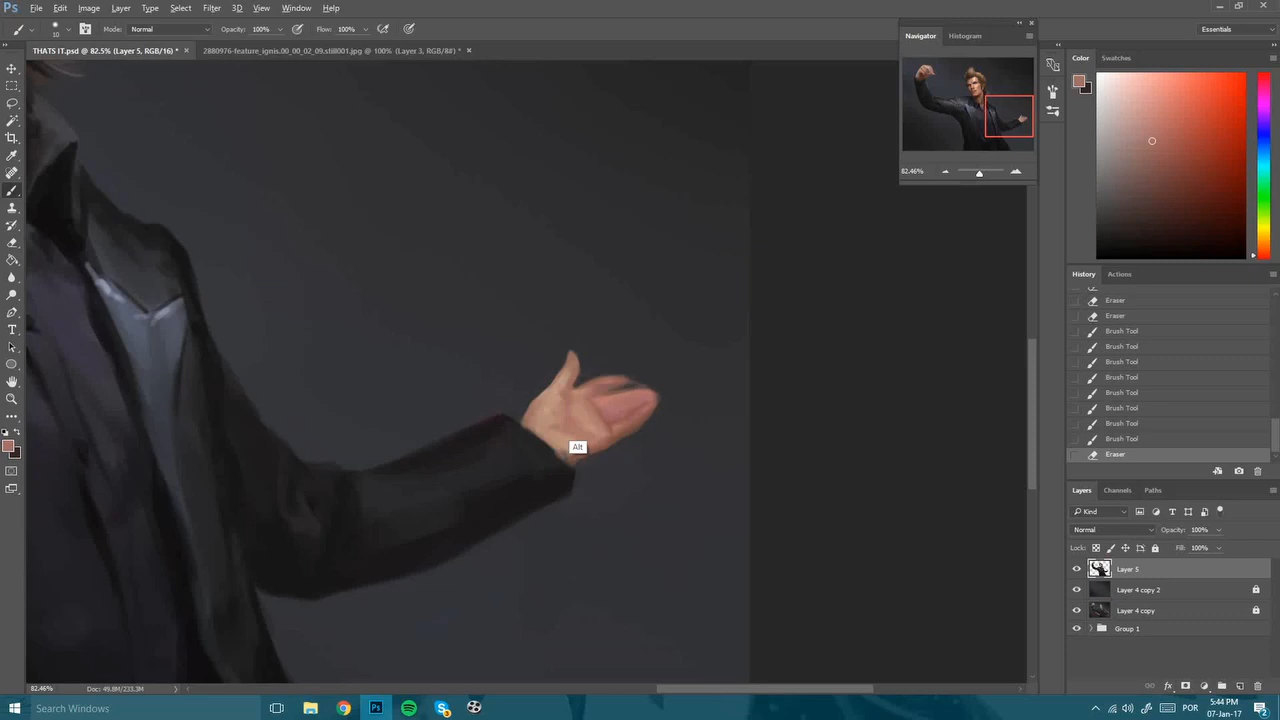 Ps File Edit Image Layer Type Select Filter 3D View Window Help
10 Mode: Normal Opacity: 100% Flow: 100% Essentials
THATS IT.psd @ 82.5% (Layer 5, RGB/16) * × 2880976-feature_ignis.00_00_02_09.still001.jpg @ 100% (Layer 3, RGB/8#) * ×
Navigator Histogram
82.46%
Color Swatches
History Actions
Eraser
Eraser
Brush Tool
Brush Tool
Brush Tool
Brush Tool
Brush Tool
Brush Tool
Brush Tool
Brush Tool
Eraser
Alt
Layers Channels Paths
Kind
Normal Opacity: 100%
Lock: Fill: 100%
Layer 5
Layer 4 copy 2
Layer 4 copy
Group 1
fx
82.46% Doc: 49.8M/233.3M
Search Windows
POR
5:44 PM
07-Jan-17